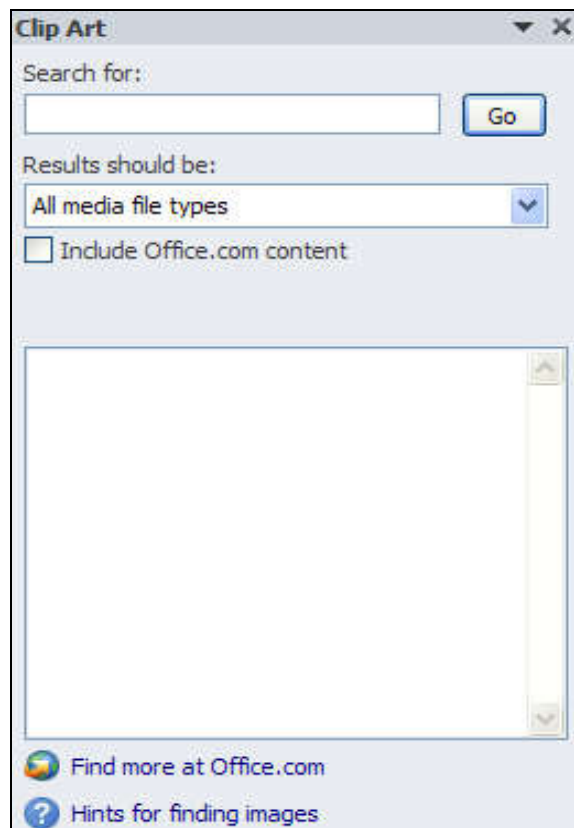 Clip Art
Search for:
Go
Results should be:
All media file types
Include Office.com content
Find more at Office.com
Hints for finding images